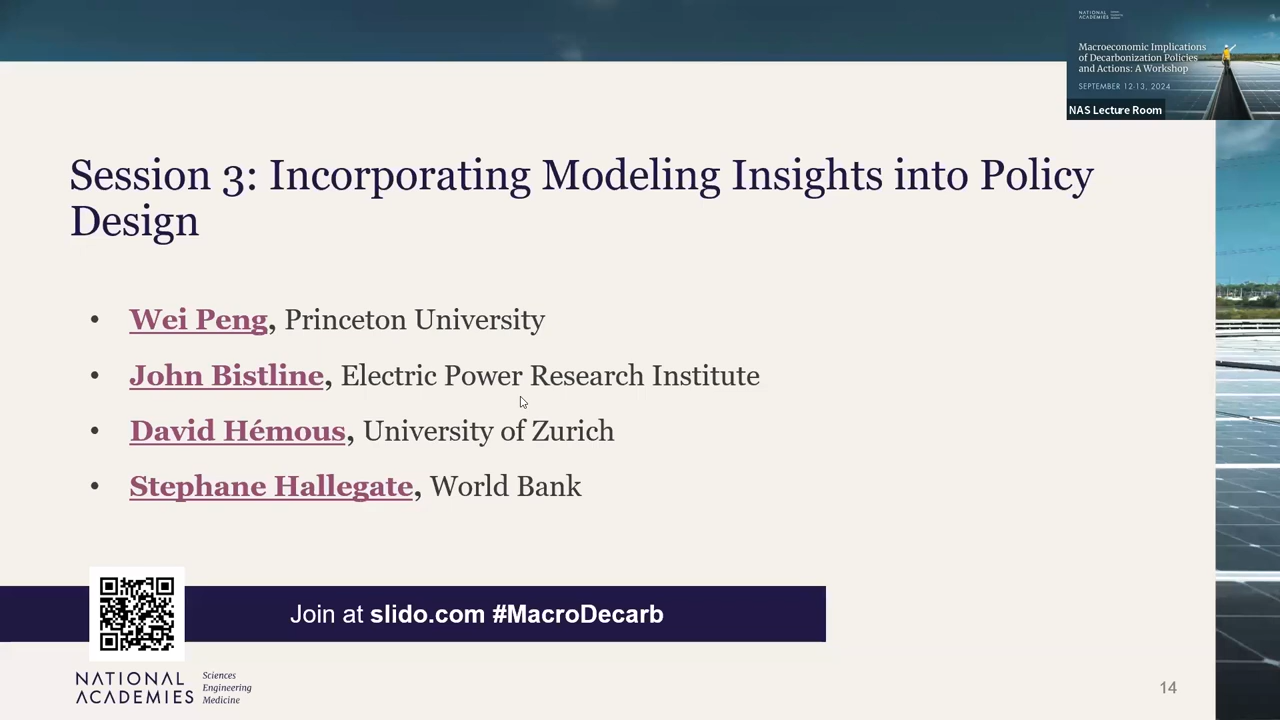 NATIONAL
ACADEMIES
Macroeconomic Implications
of Decarbonization Policies
and Actions: A Workshop
SEPTEMBER 12-13, 2024
NAS Lecture Room
Session 3: Incorporating Modeling Insights into Policy
Design
• Wei Peng, Princeton University
• John Bistline, Electric Power Research Institute
• David Hémous, University of Zurich
• Stephane Hallegate, World Bank
Join at slido.com #MacroDecarb
NATIONAL
ACADEMIES
Sciences
Engineering
Medicine
14